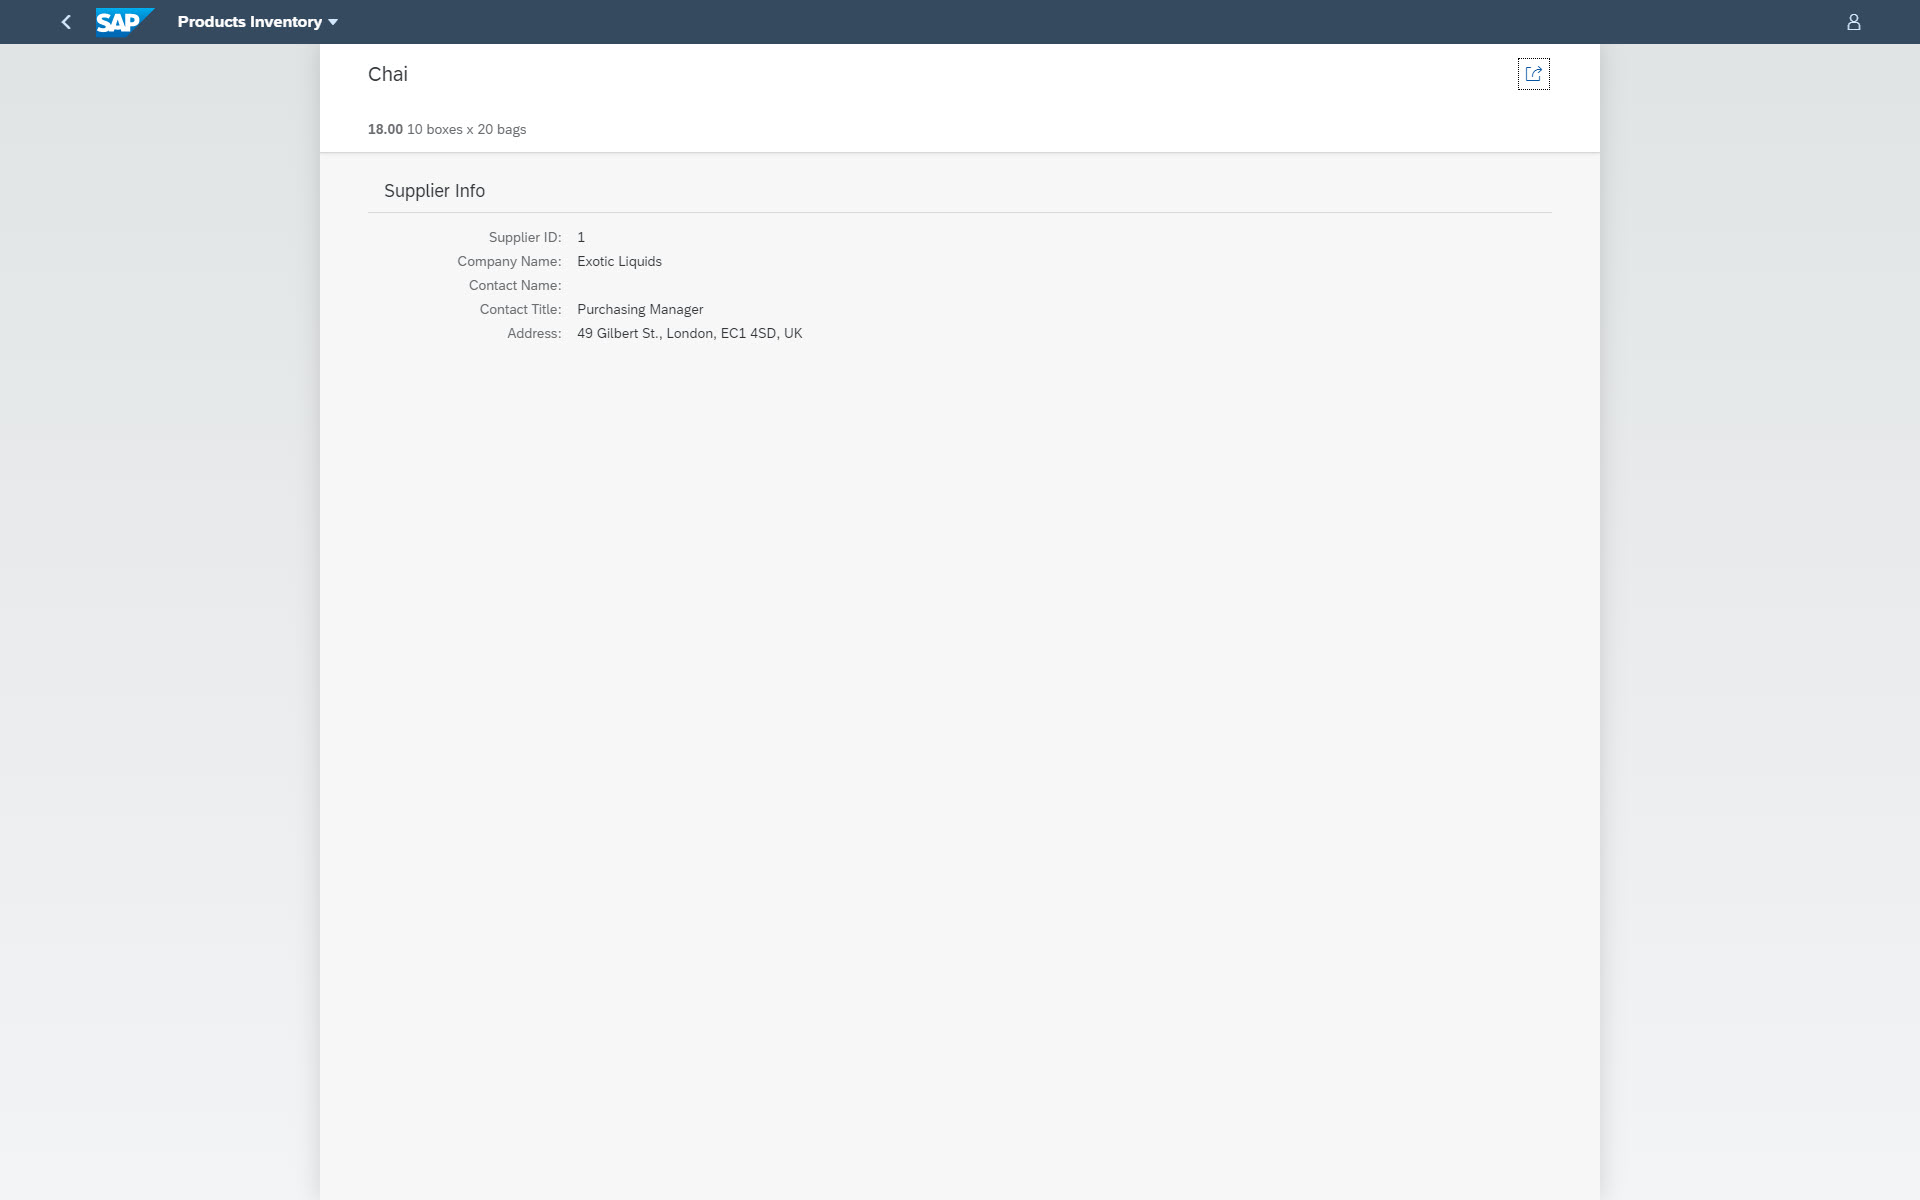 SAP Products Inventory
Chai
18.00 10 boxes x 20 bags
Supplier Info
Supplier ID: 1
Company Name: Exotic Liquids
Contact Name:
Contact Title: Purchasing Manager
Address: 49 Gilbert St., London, EC1 4SD, UK